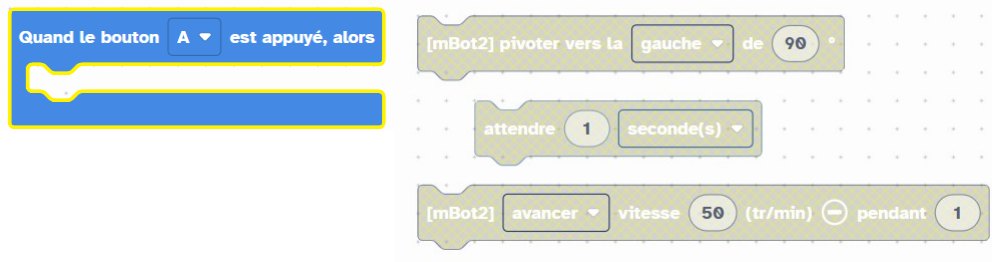 Quand le bouton A est appuyé, alors
[mBot2] pivoter vers la gauche de 90 °
attendre 1 seconde(s)
[mBot2] avancer vitesse 50 (tr/min) pendant 1